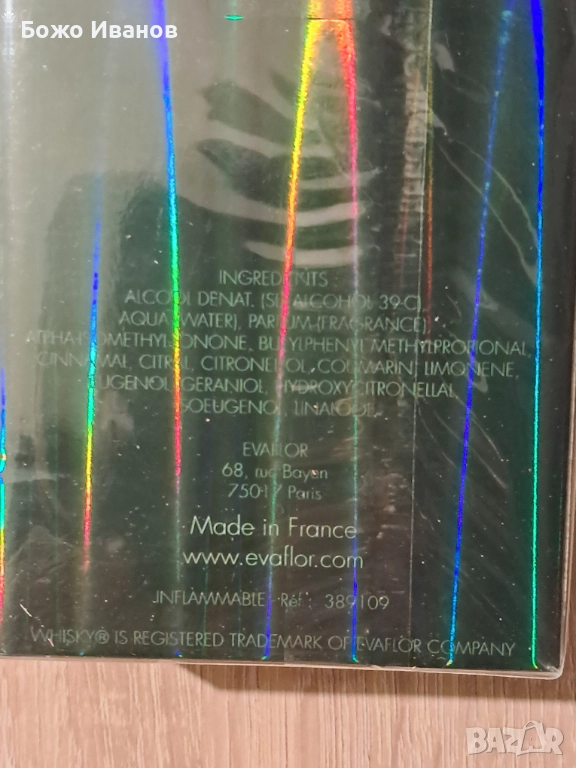 Божо Иванов
INGREDIENTS :
ALCOOL DENAT. (SD ALCOHOL 39-C),
AQUA (WATER), PARFUM (FRAGRANCE),
ALPHA-ISOMETHYL IONONE, BUTYLPHENYL METHYLPROPIONAL,
CINNAMAL, CITRAL, CITRONELLOL, COUMARIN, LIMONENE,
EUGENOL, GERANIOL, HYDROXYCITRONELLAL,
ISOEUGENOL, LINALOOL.
EVAFLOR
68, rue Bayen
75017 Paris
Made in France
www.evaflor.com
INFLAMMABLE - Réf : 389109
WHISKY® IS REGISTERED TRADEMARK OF EVAFLOR COMPANY
BAZAR